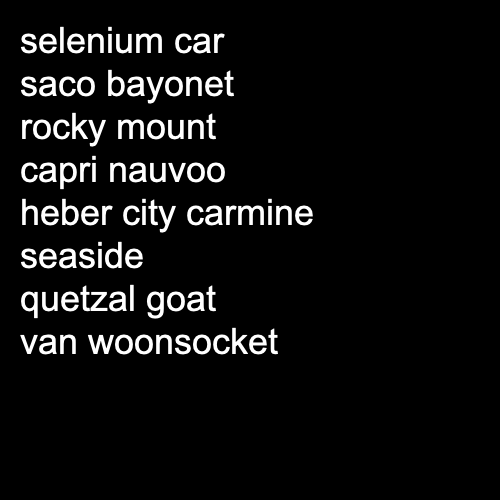 selenium car
saco bayonet
rocky mount
capri nauvoo
heber city carmine
seaside
quetzal goat
van woonsocket